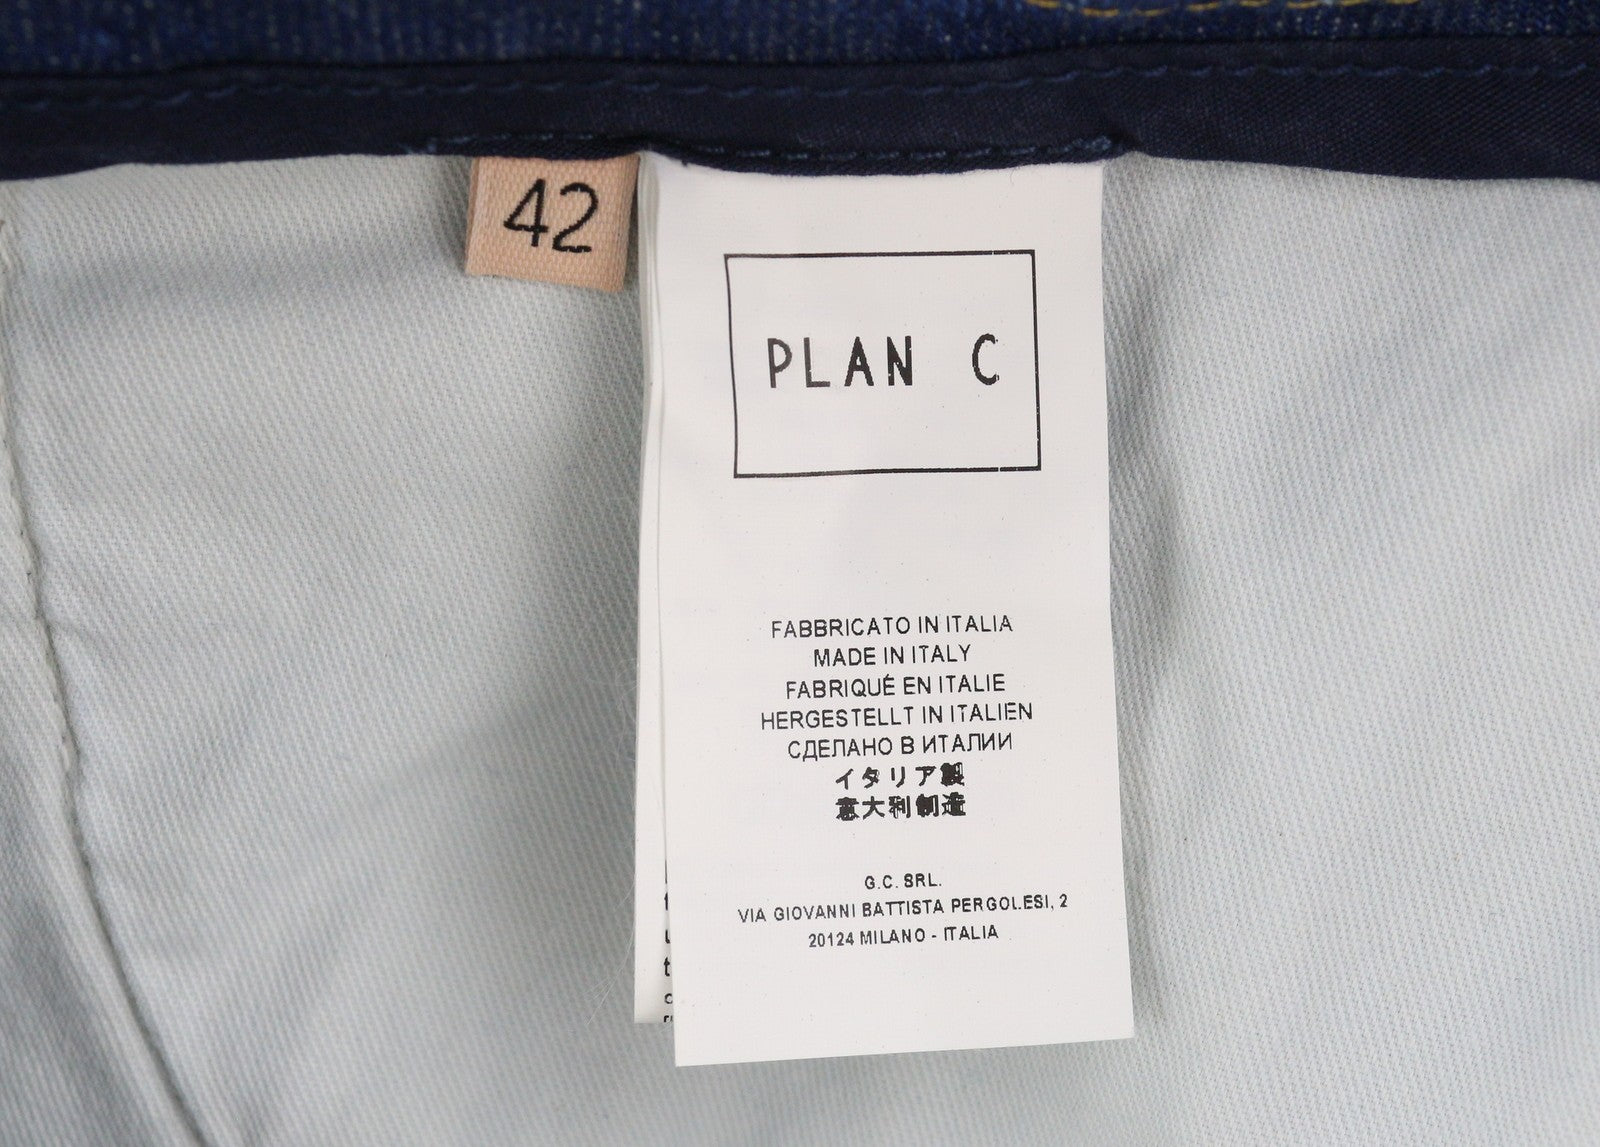 42
PLAN C
FABBRICATO IN ITALIA
MADE IN ITALY
FABRIQUÉ EN ITALIE
HERGESTELLT IN ITALIEN
СДЕЛАНО В ИТАЛИИ
イタリア製
意大利制造
G.C. SRL.
VIA GIOVANNI BATTISTA PERGOLESI, 2
20124 MILANO - ITALIA